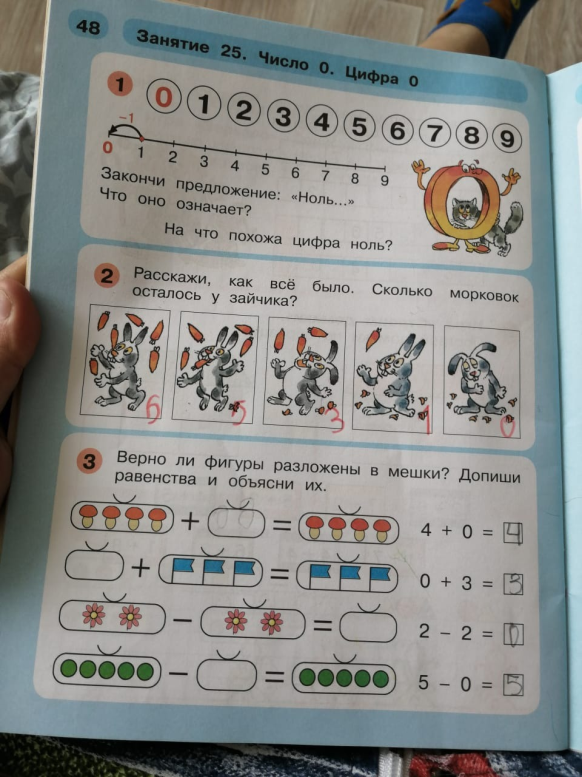 48
Занятие 25. Число 0. Цифра 0
1
0 1 2 3 4 5 6 7 8 9
−1
0 1 2 3 4 5 6 7 8 9
Закончи предложение: «Ноль...»
Что оно означает?
На что похожа цифра ноль?
2 Расскажи, как всё было. Сколько морковок
осталось у зайчика?
6 5 3 1 0
3 Верно ли фигуры разложены в мешки? Допиши
равенства и объясни их.
+ = 4 + 0 = 4
+ = 0 + 3 = 3
− = 2 − 2 = 0
− = 5 − 0 = 5